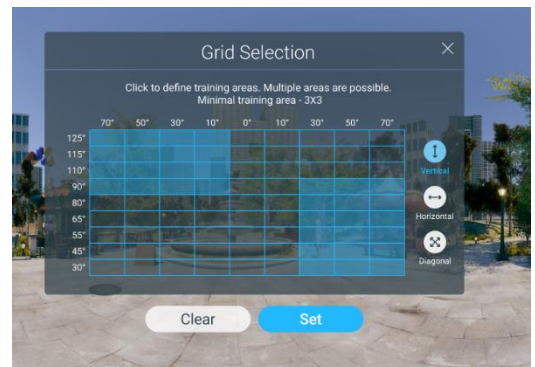 Grid Selection
Click to define training areas. Multiple areas are possible.
Minimal training area - 3X3
70° 50° 30° 10° 0° 10° 30° 50° 70°
125°
115°
110°
90°
80°
65°
55°
45°
30°
Vertical
Horizontal
Diagonal
Clear Set